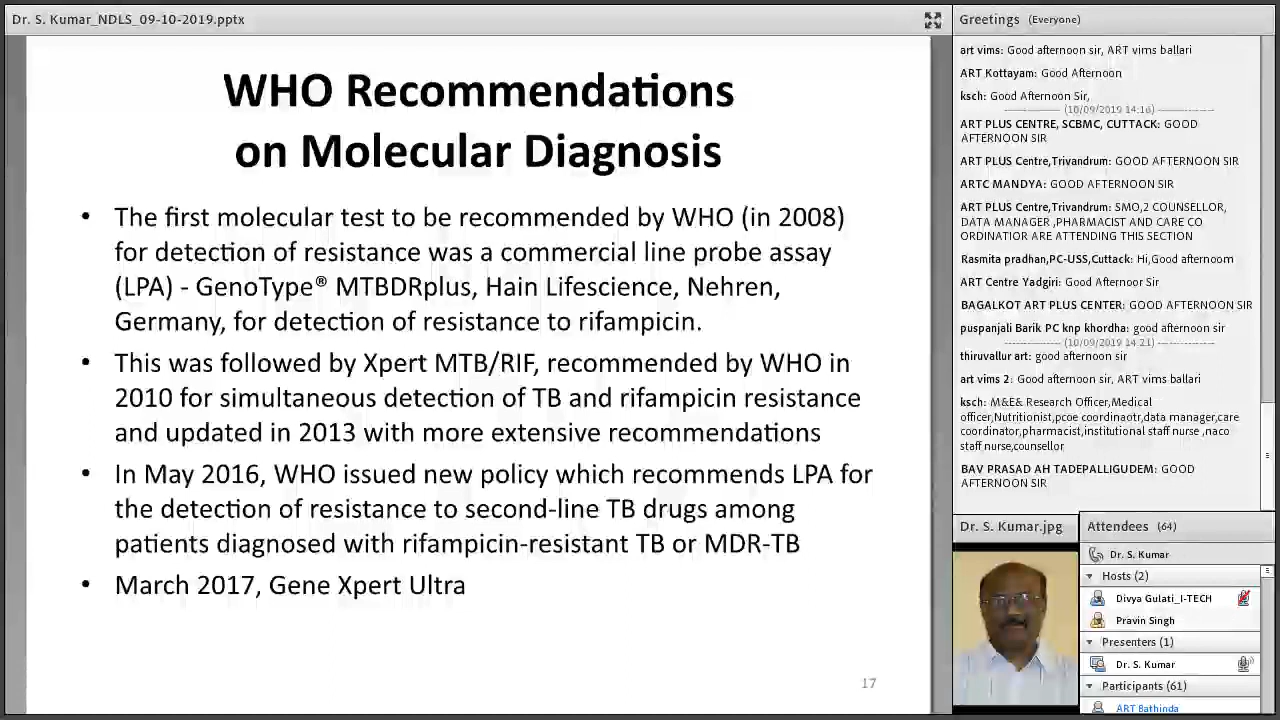 Dr. S. Kumar_NDLS_09-10-2019.pptx
WHO Recommendations
on Molecular Diagnosis
• The first molecular test to be recommended by WHO (in 2008)
for detection of resistance was a commercial line probe assay
(LPA) - GenoType® MTBDRplus, Hain Lifescience, Nehren,
Germany, for detection of resistance to rifampicin.
• This was followed by Xpert MTB/RIF, recommended by WHO in
2010 for simultaneous detection of TB and rifampicin resistance
and updated in 2013 with more extensive recommendations
• In May 2016, WHO issued new policy which recommends LPA for
the detection of resistance to second-line TB drugs among
patients diagnosed with rifampicin-resistant TB or MDR-TB
• March 2017, Gene Xpert Ultra
17
Greetings (Everyone)
art vims: Good afternoon sir, ART vims ballari
ART Kottayam: Good Afternoon
ksch: Good Afternoon Sir,
(10/09/2019 14:16)
ART PLUS CENTRE, SCBMC, CUTTACK: GOOD
AFTERNOON SIR
ART PLUS Centre,Trivandrum: GOOD AFTERNOON SIR
ARTC MANDYA: GOOD AFTERNOON SIR
ART PLUS Centre,Trivandrum: SMO,2 COUNSELLOR,
DATA MANAGER ,PHARMACIST AND CARE CO
ORDINATIOR ARE ATTENDING THIS SECTION
Rasmita pradhan,PC-USS,Cuttack: Hi,Good afternoom
ART Centre Yadgiri: Good Afternoor Sir
BAGALKOT ART PLUS CENTER: GOOD AFTERNOON SIR
puspanjali Barik PC knp khordha: good afternoon sir
(10/09/2019 14:21)
thiruvallur art: good afternoon sir
art vims 2: Good afternoon sir, ART vims ballari
ksch: M&E& Research Officer,Medical
officer,Nutritionist,pcoe coordinaotr,data manager,care
coordinator,pharmacist,institutional staff nurse ,naco
staff nurse,counsellor
BAV PRASAD AH TADEPALLIGUDEM: GOOD
AFTERNOON SIR
Dr. S. Kumar.jpg
Attendees (64)
Dr. S. Kumar
Hosts (2)
Divya Gulati_I-TECH
Pravin Singh
Presenters (1)
Dr. S. Kumar
Participants (61)
ART Bathinda